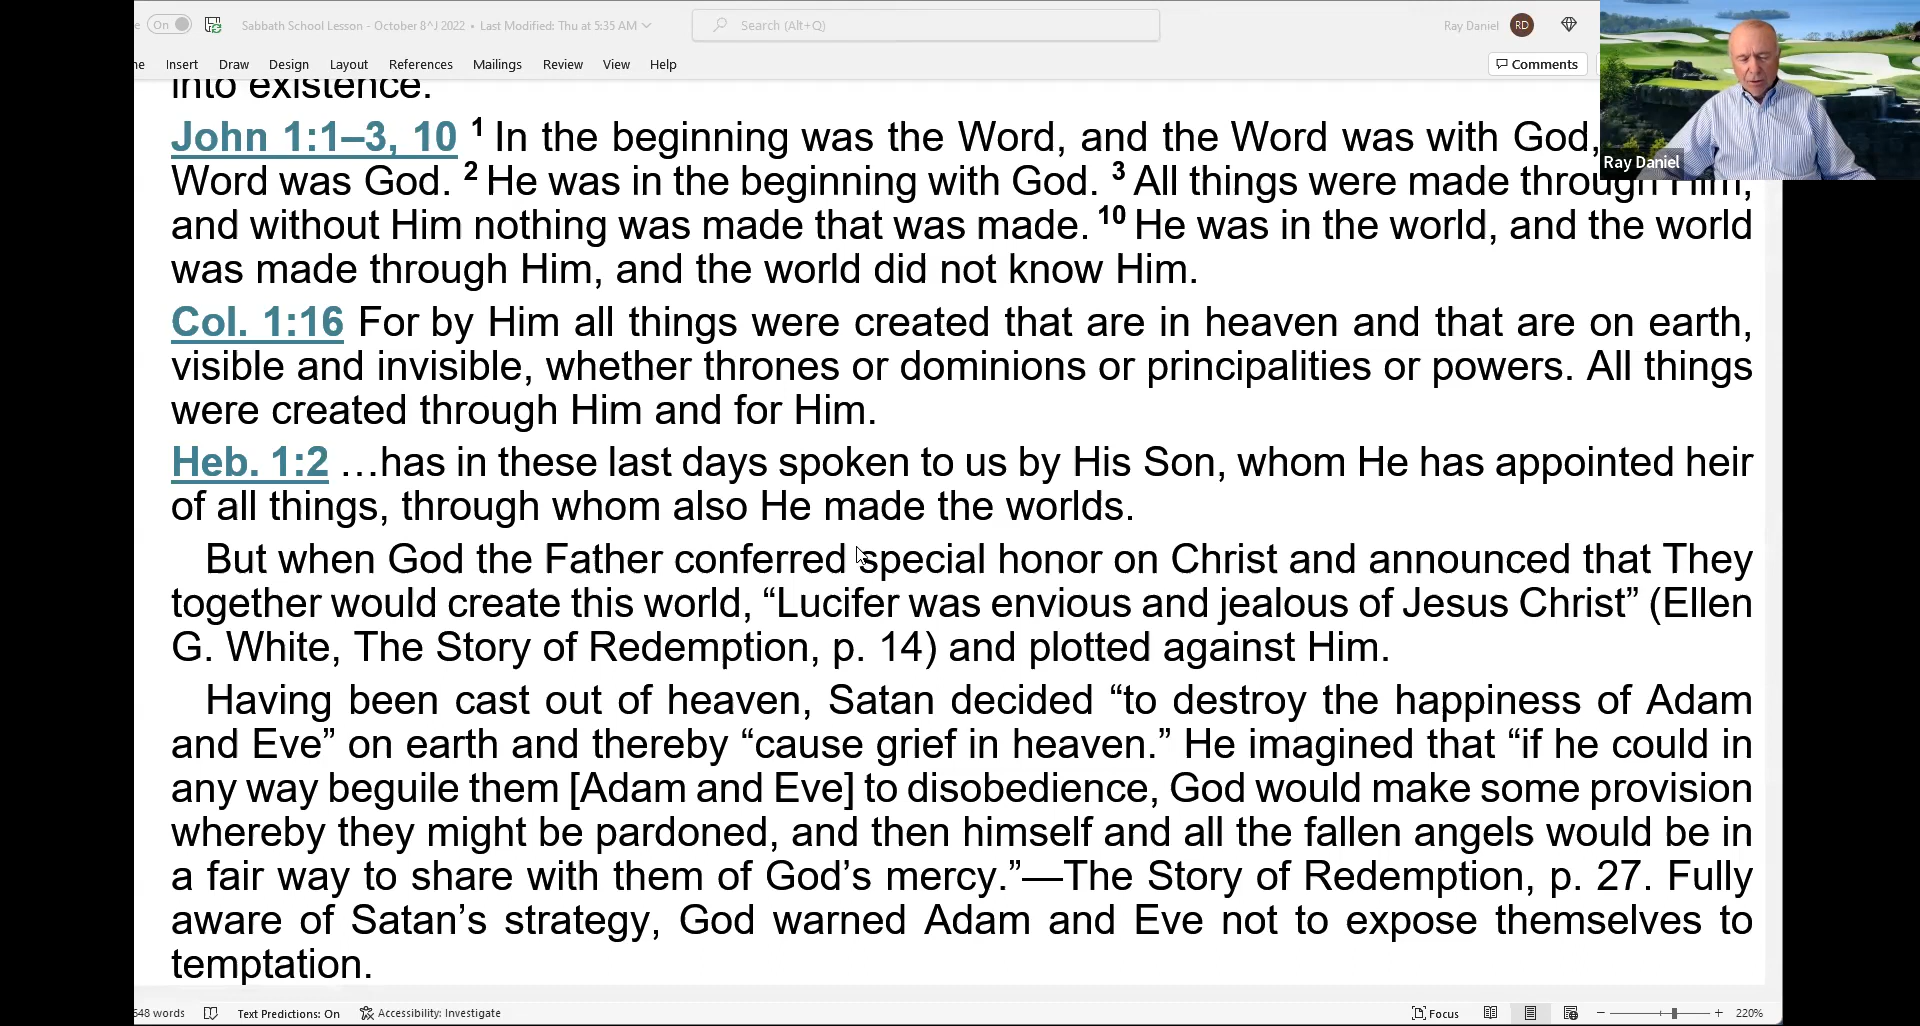 On
Sabbath School Lesson - October 8^J 2022 • Last Modified: Thu at 5:35 AM
Search (Alt+Q)
Ray Daniel
RD
Insert Draw Design Layout References Mailings Review View Help
Comments
into existence.
John 1:1–3, 10 1 In the beginning was the Word, and the Word was with God,
Ray Daniel
Word was God. 2 He was in the beginning with God. 3 All things were made through Him,
and without Him nothing was made that was made. 10 He was in the world, and the world
was made through Him, and the world did not know Him.
Col. 1:16 For by Him all things were created that are in heaven and that are on earth,
visible and invisible, whether thrones or dominions or principalities or powers. All things
were created through Him and for Him.
Heb. 1:2 …has in these last days spoken to us by His Son, whom He has appointed heir
of all things, through whom also He made the worlds.
But when God the Father conferred special honor on Christ and announced that They
together would create this world, “Lucifer was envious and jealous of Jesus Christ” (Ellen
G. White, The Story of Redemption, p. 14) and plotted against Him.
Having been cast out of heaven, Satan decided “to destroy the happiness of Adam
and Eve” on earth and thereby “cause grief in heaven.” He imagined that “if he could in
any way beguile them [Adam and Eve] to disobedience, God would make some provision
whereby they might be pardoned, and then himself and all the fallen angels would be in
a fair way to share with them of God’s mercy.”—The Story of Redemption, p. 27. Fully
aware of Satan’s strategy, God warned Adam and Eve not to expose themselves to
temptation.
548 words Text Predictions: On Accessibility: Investigate Focus 220%